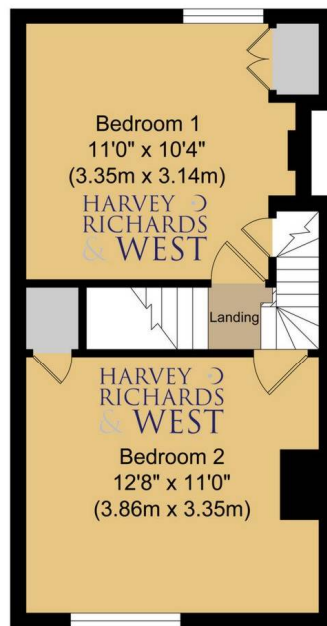 Bedroom 1
11'0" x 10'4"
(3.35m x 3.14m)
HARVEY
RICHARDS
& WEST
Landing
HARVEY
RICHARDS
& WEST
Bedroom 2
12'8" x 11'0"
(3.86m x 3.35m)